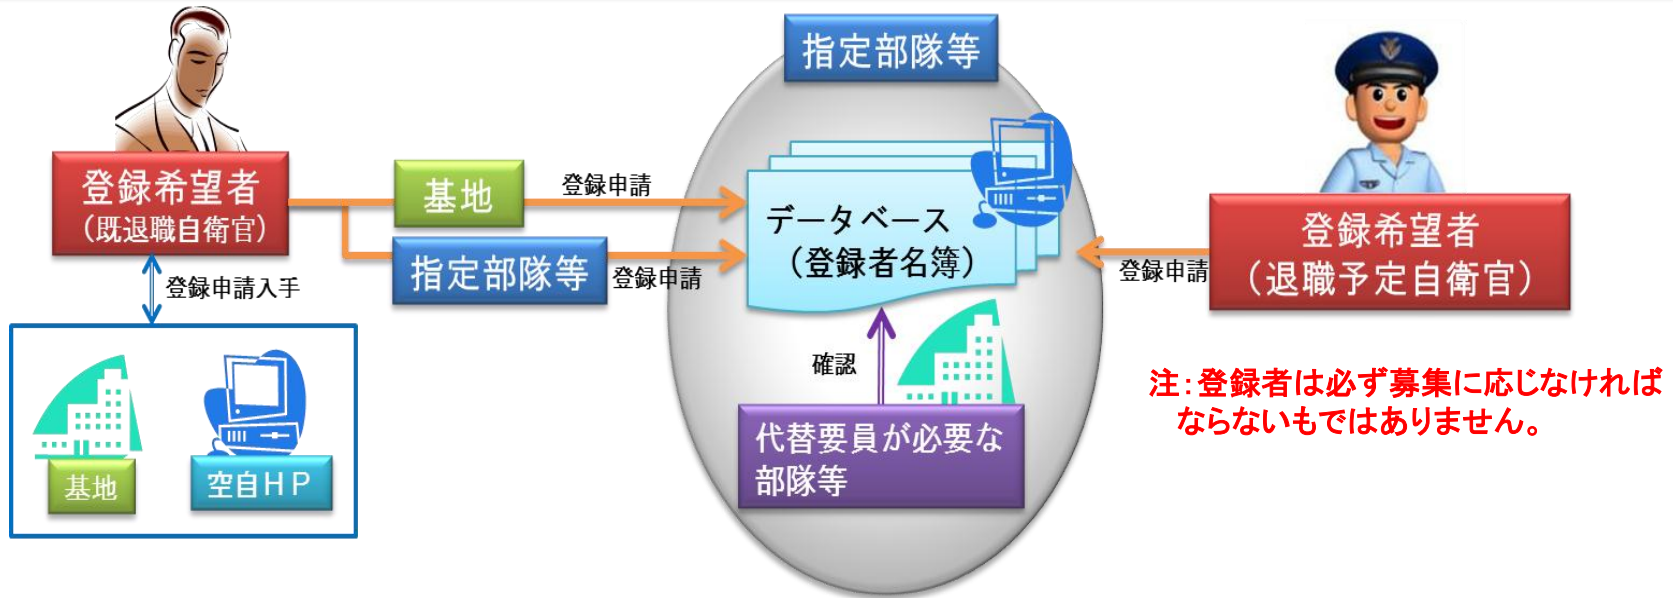 指定部隊等
登録希望者
（既退職自衛官）
基地
登録申請
指定部隊等
登録申請
データベース
（登録者名簿）
登録申請
登録希望者
（退職予定自衛官）
登録申請入手
基地
空自ＨＰ
確認
代替要員が必要な
部隊等
注：登録者は必ず募集に応じなければ
ならないもではありません。